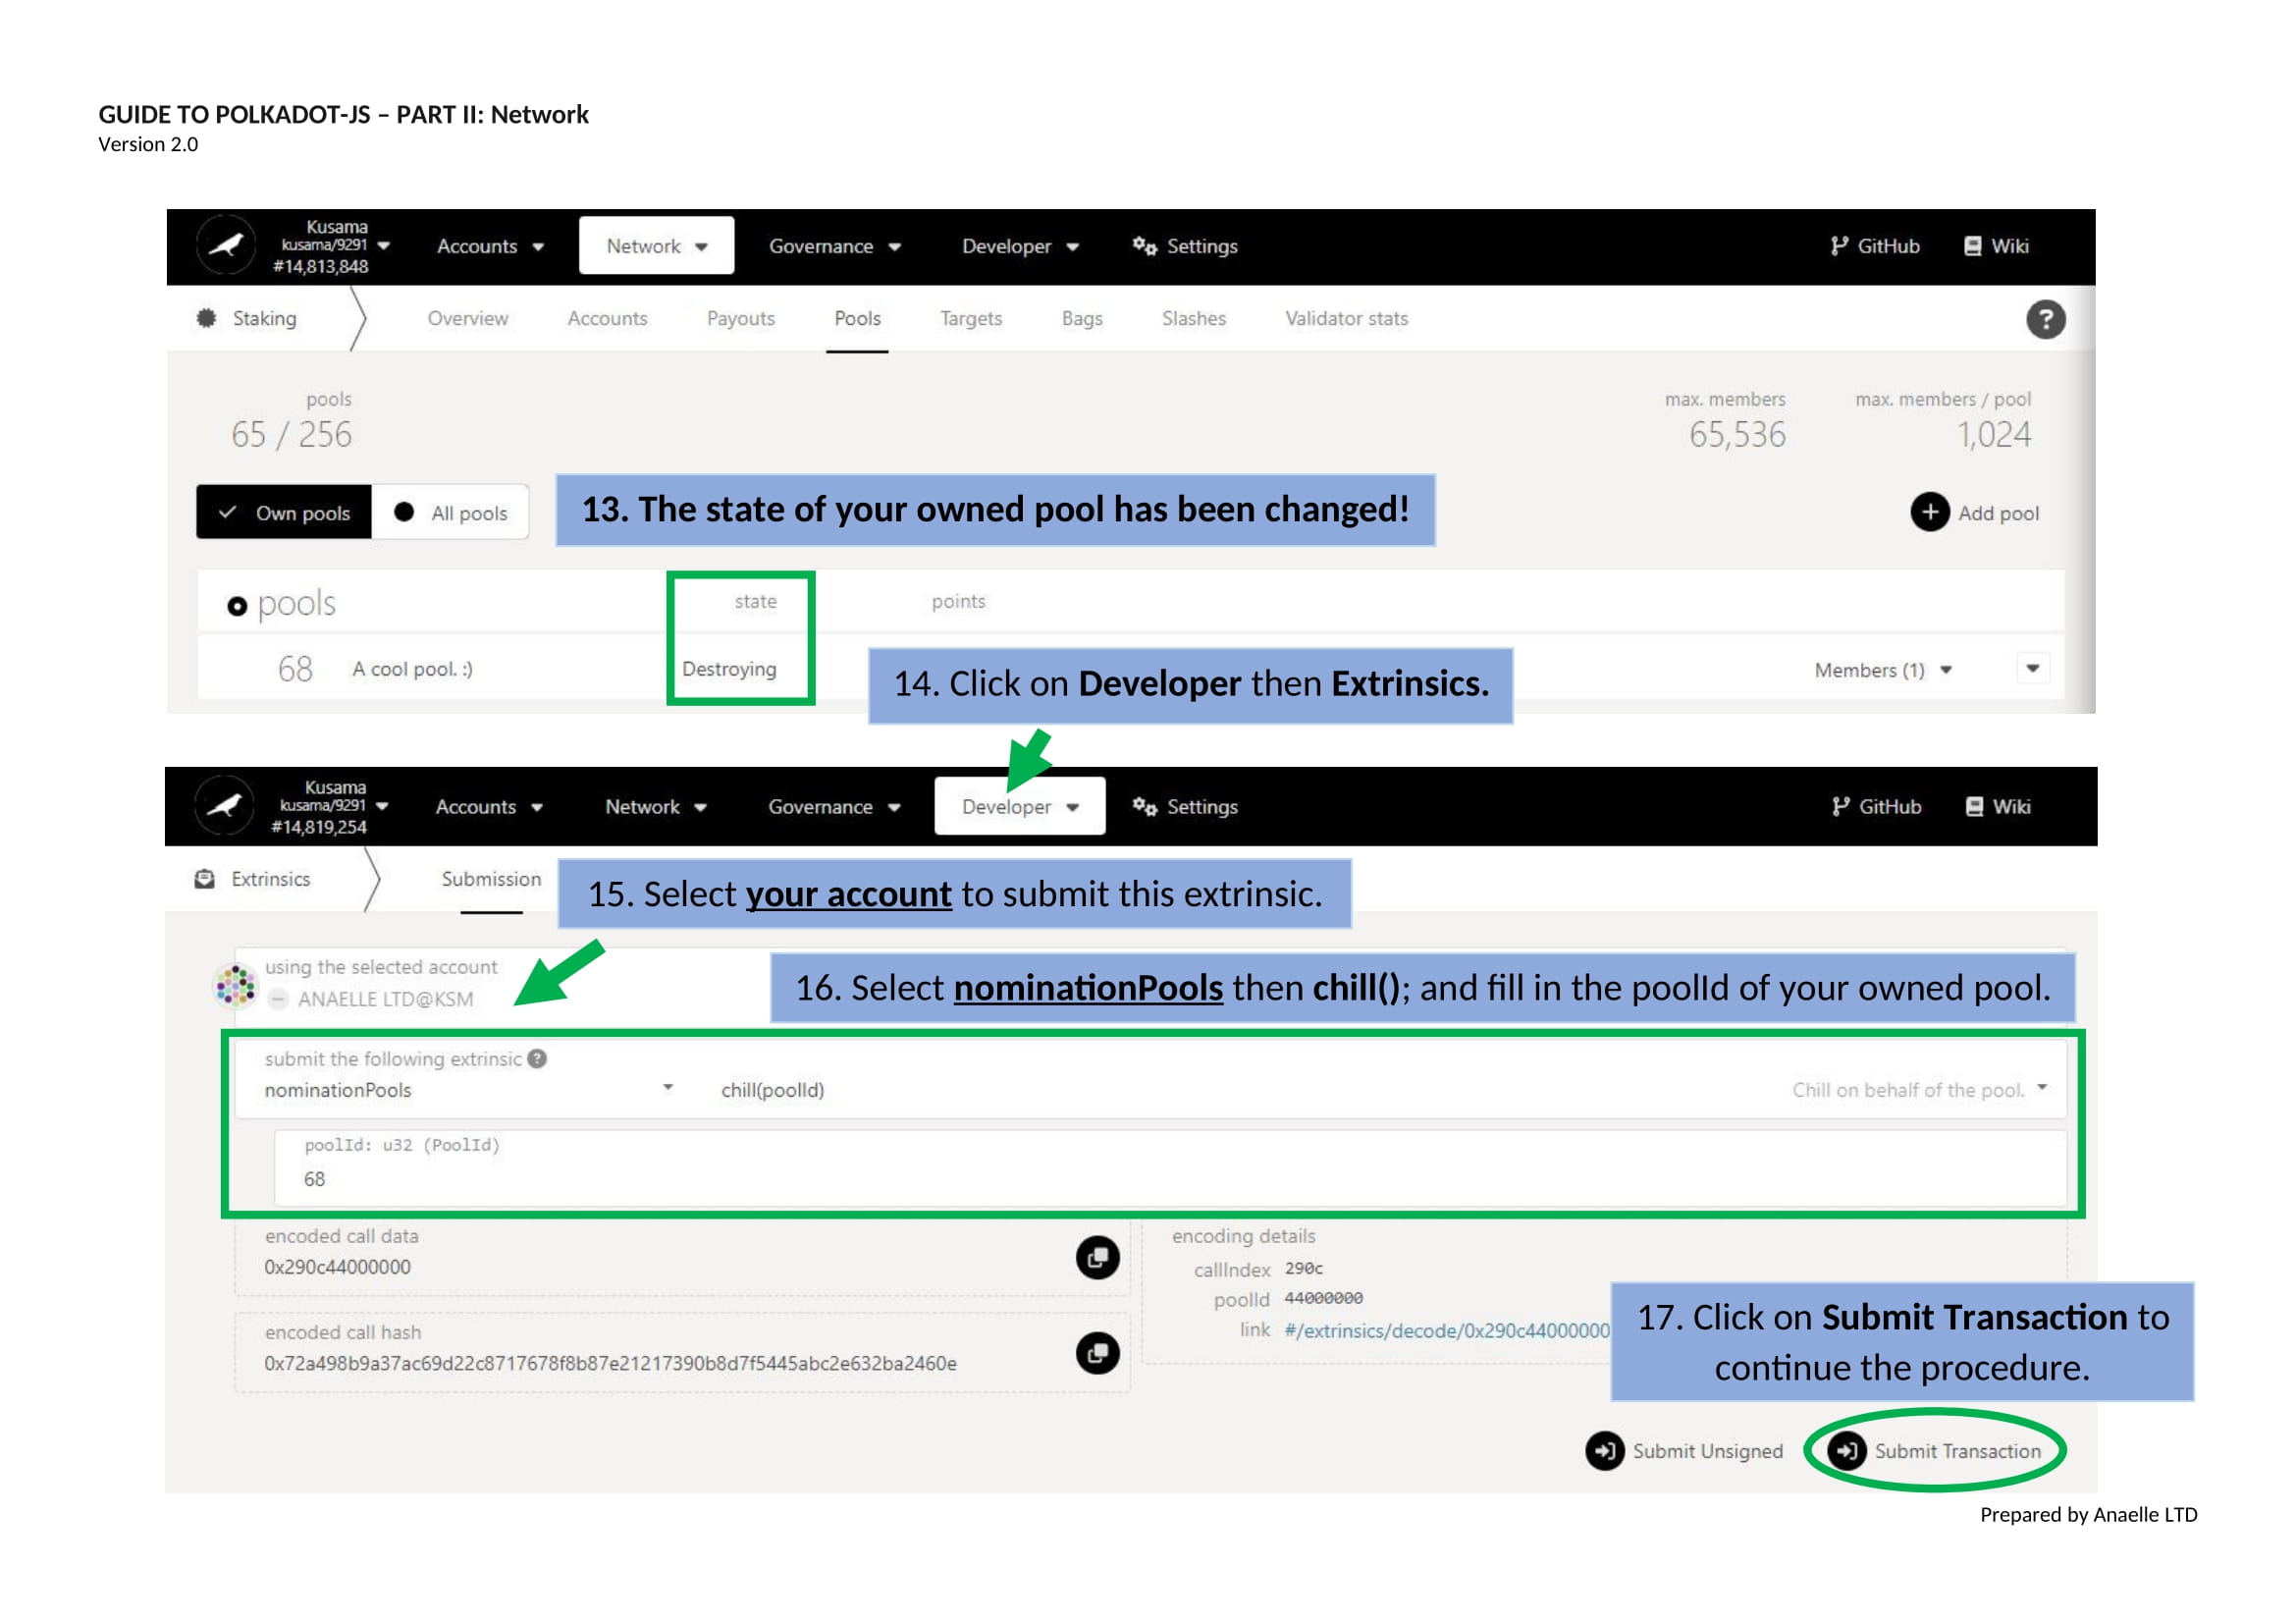 GUIDE TO POLKADOT-JS – PART II: Network
Version 2.0
Kusama
kusama/9291
#14,813,848
Accounts
Network
Governance
Developer
Settings
GitHub
Wiki
Staking
Overview
Accounts
Payouts
Pools
Targets
Bags
Slashes
Validator stats
?
pools
65 / 256
max. members
65,536
max. members / pool
1,024
Own pools
All pools
13. The state of your owned pool has been changed!
Add pool
pools
state
points
68
A cool pool. :)
Destroying
Members (1)
14. Click on Developer then Extrinsics.
Kusama
kusama/9291
#14,819,254
Accounts
Network
Governance
Developer
Settings
GitHub
Wiki
Extrinsics
Submission
15. Select your account to submit this extrinsic.
using the selected account
ANAELLE LTD@KSM
16. Select nominationPools then chill(); and fill in the poolId of your owned pool.
submit the following extrinsic ?
nominationPools
chill(poolId)
Chill on behalf of the pool.
poolId: u32 (PoolId)
68
encoded call data
0x290c44000000
encoding details
callIndex 290c
poolId 44000000
link #/extrinsics/decode/0x290c44000000
encoded call hash
0x72a498b9a37ac69d22c8717678f8b87e21217390b8d7f5445abc2e632ba2460e
17. Click on Submit Transaction to
continue the procedure.
Submit Unsigned
Submit Transaction
Prepared by Anaelle LTD